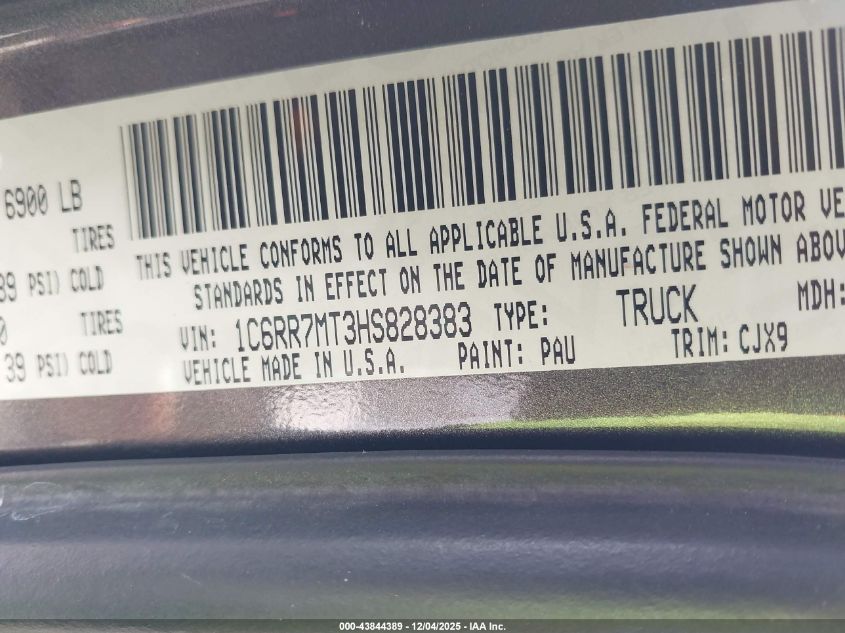 6900 LB
TIRES
39 PSI) COLD
0
TIRES
39 PSI) COLD
THIS VEHICLE CONFORMS TO ALL APPLICABLE U.S.A. FEDERAL MOTOR VE
STANDARDS IN EFFECT ON THE DATE OF MANUFACTURE SHOWN ABOV
VIN: 1C6RR7MT3HS828383 TYPE: TRUCK MDH:
VEHICLE MADE IN U.S.A. PAINT: PAU TRIM: CJX9
000-43844389 - 12/04/2025 - IAA Inc.